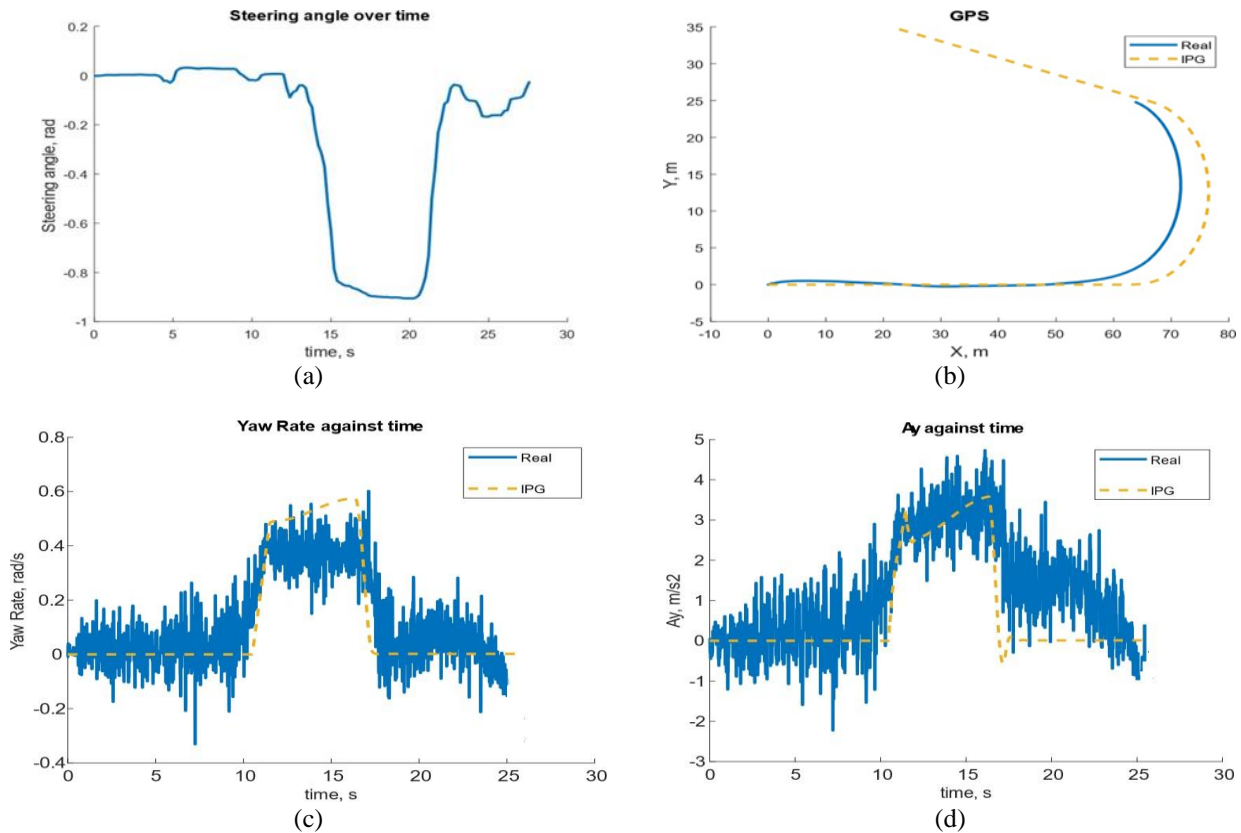 Steering angle over time
0.2
0
-0.2
-0.4
-0.6
-0.8
-1
Steering angle, rad
0
5
10
15
20
25
30
time, s
(a)
GPS
35
30
25
20
15
10
5
0
-5
Y, m
Real
IPG
-10
0
10
20
30
40
50
60
70
80
X, m
(b)
Yaw Rate against time
0.8
0.6
0.4
0.2
0
-0.2
-0.4
Yaw Rate, rad/s
Real
IPG
0
5
10
15
20
25
30
time, s
(c)
Ay against time
5
4
3
2
1
0
-1
-2
-3
Ay, m/s2
Real
IPG
0
5
10
15
20
25
30
time, s
(d)